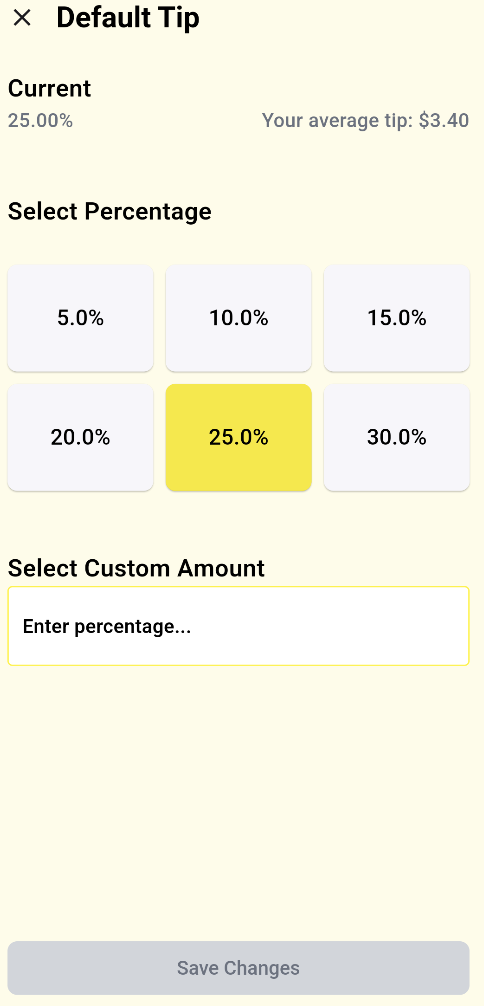 Default Tip
Current
25.00% Your average tip: $3.40
Select Percentage
5.0% 10.0% 15.0%
20.0% 25.0% 30.0%
Select Custom Amount
Enter percentage...
Save Changes